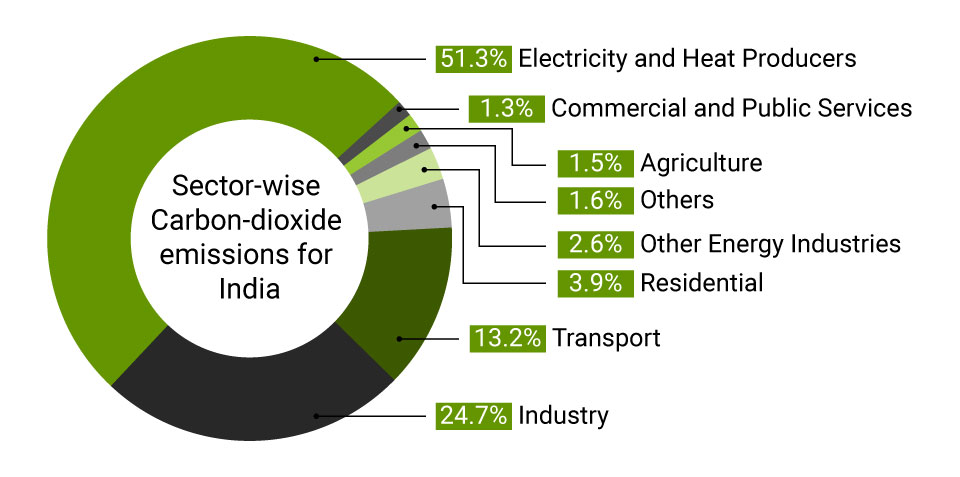 Sector-wise
Carbon-dioxide
emissions for
India
51.3% Electricity and Heat Producers
1.3% Commercial and Public Services
1.5% Agriculture
1.6% Others
2.6% Other Energy Industries
3.9% Residential
13.2% Transport
24.7% Industry